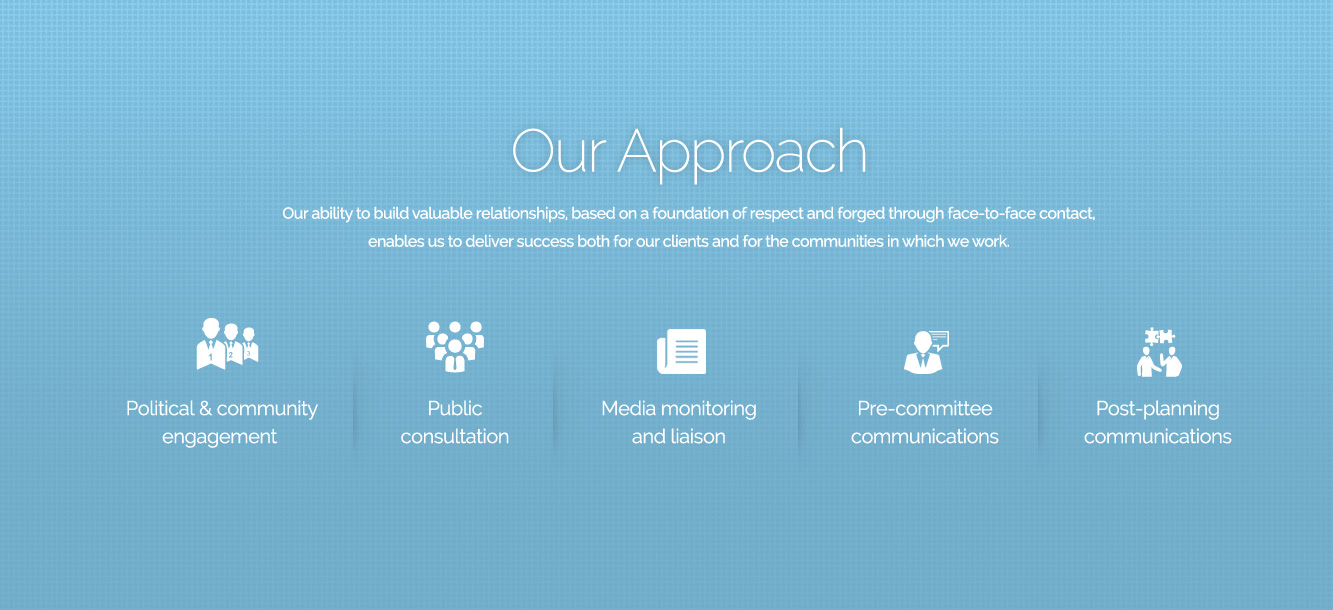 Our Approach
Our ability to build valuable relationships, based on a foundation of respect and forged through face-to-face contact,
enables us to deliver success both for our clients and for the communities in which we work.
1 2 3
Political & community
engagement
Public
consultation
Media monitoring
and liaison
Pre-committee
communications
Post-planning
communications